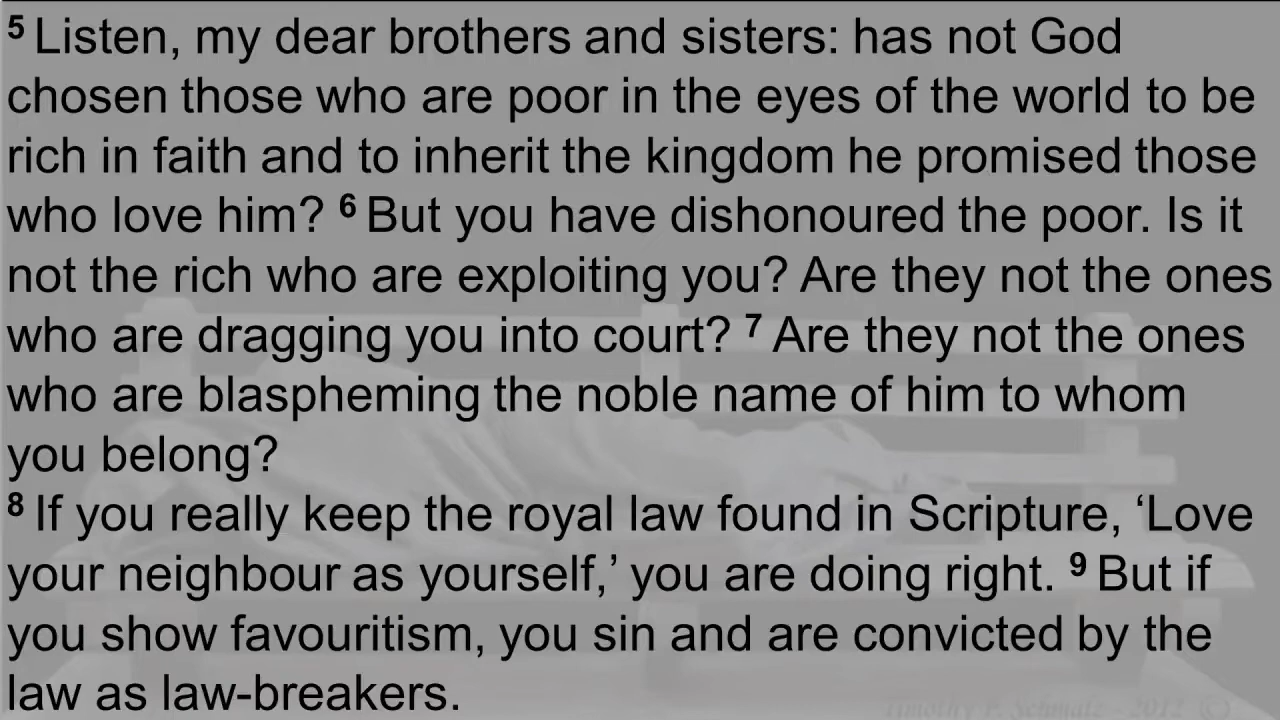 5 Listen, my dear brothers and sisters: has not God
chosen those who are poor in the eyes of the world to be
rich in faith and to inherit the kingdom he promised those
who love him? 6 But you have dishonoured the poor. Is it
not the rich who are exploiting you? Are they not the ones
who are dragging you into court? 7 Are they not the ones
who are blaspheming the noble name of him to whom
you belong?
8 If you really keep the royal law found in Scripture, ‘Love
your neighbour as yourself,’ you are doing right. 9 But if
you show favouritism, you sin and are convicted by the
law as law-breakers.
Timothy P. Schmalz - 2012 ©